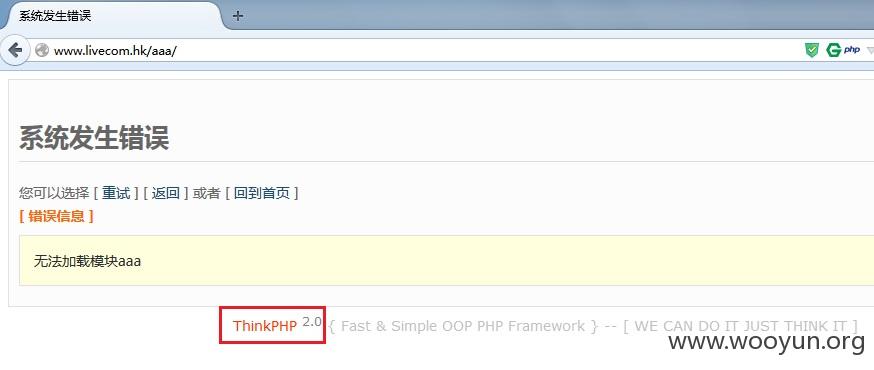 系统发生错误
www.livecom.hk/aaa/
php
系统发生错误
您可以选择 [ 重试 ] [ 返回 ] 或者 [ 回到首页 ]
[ 错误信息 ]
无法加载模块aaa
ThinkPHP 2.0 { Fast & Simple OOP PHP Framework } -- [ WE CAN DO IT JUST THINK IT ]
www.wooyun.org